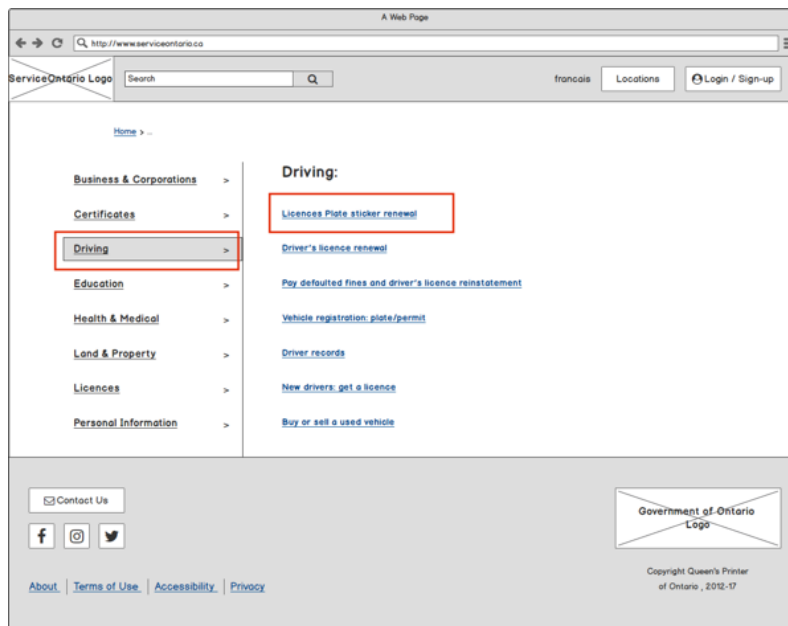 A Web Page
http://www.serviceontario.ca
ServiceOntario Logo
Search
francais
Locations
Login / Sign-up
Home > ..
Business & Corporations >
Certificates >
Driving >
Education >
Health & Medical >
Land & Property >
Licences >
Personal Information >
Driving:
Licences Plate sticker renewal
Driver's licence renewal
Pay defaulted fines and driver's licence reinstatement
Vehicle registration: plate/permit
Driver records
New drivers: get a licence
Buy or sell a used vehicle
Contact Us
About | Terms of Use | Accessibility | Privacy
Government of Ontario
Logo
Copyright Queen's Printer
of Ontario , 2012-17